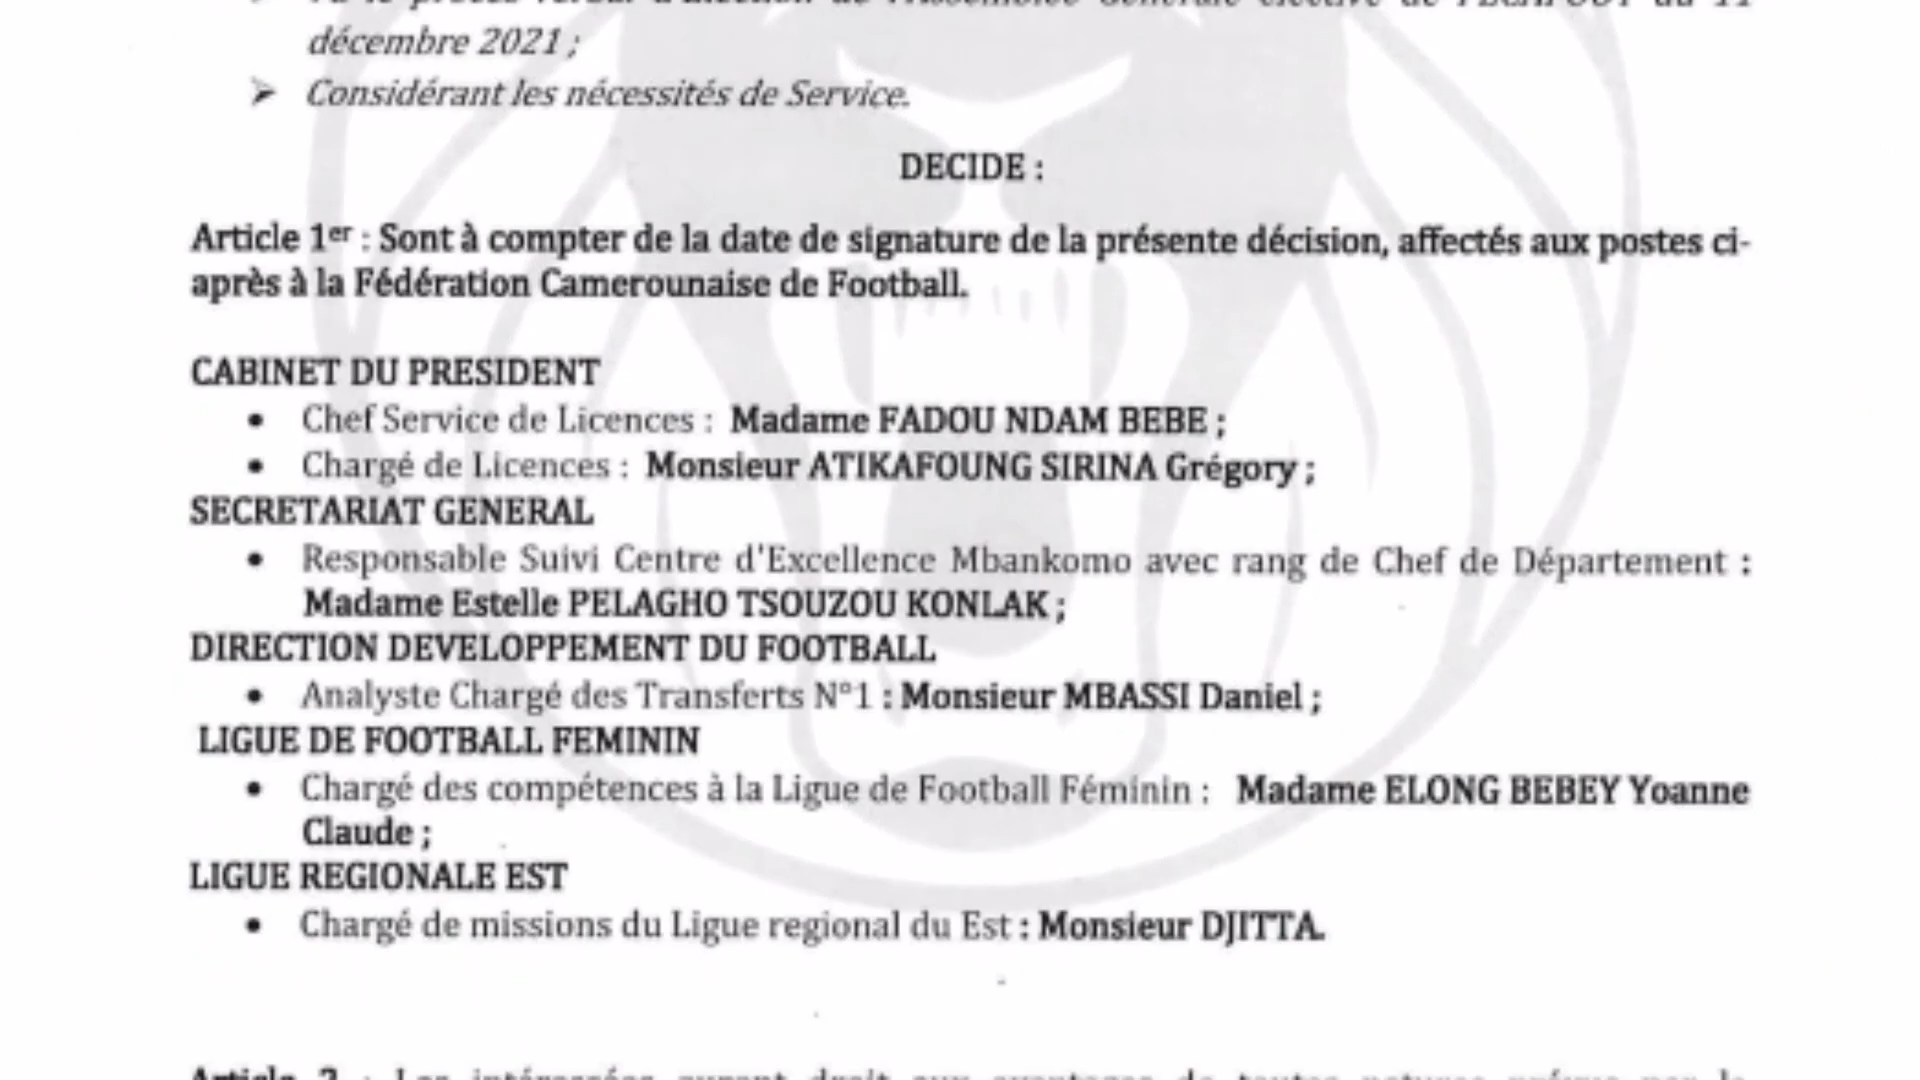 décembre 2021 ;
➤ Considérant les nécessités de Service.
DECIDE :
Article 1er : Sont à compter de la date de signature de la présente décision, affectés aux postes ci-
après à la Fédération Camerounaise de Football.
CABINET DU PRESIDENT
• Chef Service de Licences : Madame FADOU NDAM BEBE ;
• Chargé de Licences : Monsieur ATIKAFOUNG SIRINA Grégory ;
SECRETARIAT GENERAL
• Responsable Suivi Centre d'Excellence Mbankomo avec rang de Chef de Département :
Madame Estelle PELAGHO TSOUZOU KONLAK ;
DIRECTION DEVELOPPEMENT DU FOOTBALL
• Analyste Chargé des Transferts N°1 : Monsieur MBASSI Daniel ;
LIGUE DE FOOTBALL FEMININ
• Chargé des compétences à la Ligue de Football Féminin : Madame ELONG BEBEY Yoanne
Claude ;
LIGUE REGIONALE EST
• Chargé de missions du Ligue regional du Est : Monsieur DJITTA.